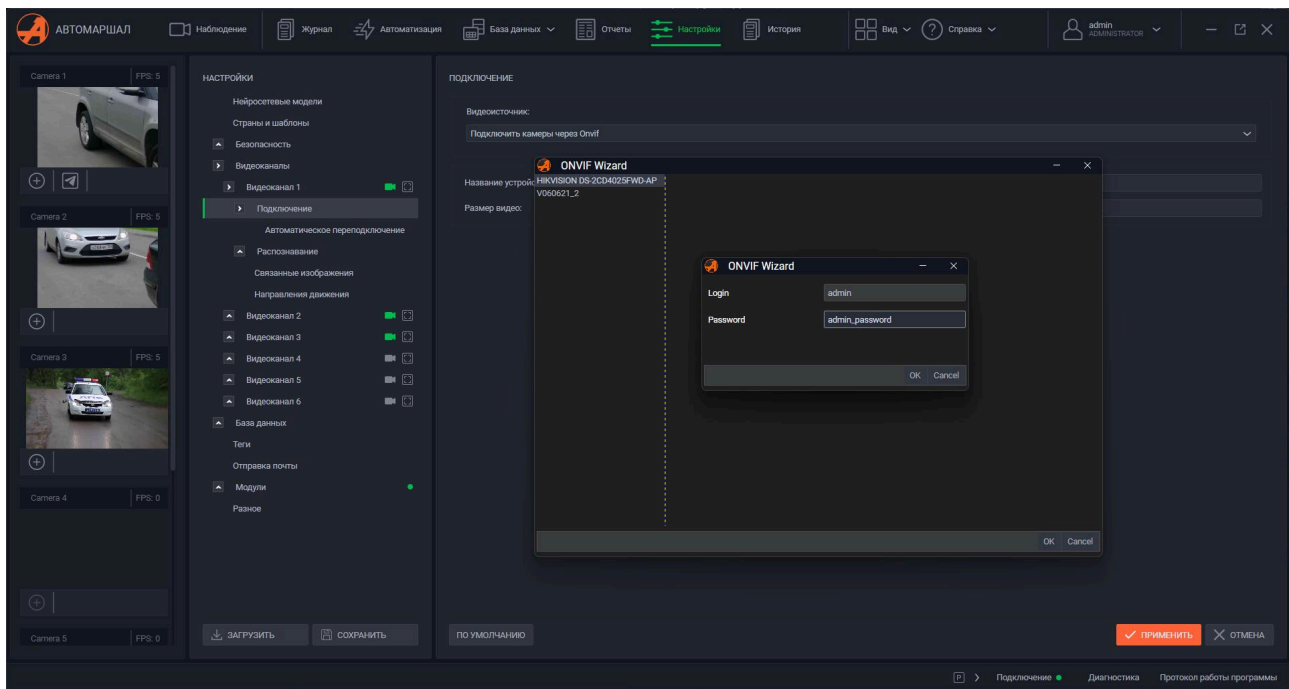 АВТОМАРШАЛ
Наблюдение
Журнал
Автоматизация
База данных
Отчеты
Настройки
История
Вид
? Справка
admin
ADMINISTRATOR
Camera 1 FPS: 5
Camera 2 FPS: 5
Camera 3 FPS: 5
Camera 4 FPS: 0
Camera 5 FPS: 0
НАСТРОЙКИ
Нейросетевые модели
Страны и шаблоны
Безопасность
Видеоканалы
Видеоканал 1
Подключение
Автоматическое переподключение
Распознавание
Связанные изображения
Направления движения
Видеоканал 2
Видеоканал 3
Видеоканал 4
Видеоканал 5
Видеоканал 6
База данных
Теги
Отправка почты
Модули
Разное
ЗАГРУЗИТЬ
СОХРАНИТЬ
ПОДКЛЮЧЕНИЕ
Видеоисточник:
Подключить камеры через Onvif
Название устрой
Размер видео:
ONVIF Wizard
HIKVISION DS-2CD4025FWD-AP
V060621_2
ONVIF Wizard
Login admin
Password admin_password
OK Cancel
OK Cancel
ПО УМОЛЧАНИЮ
ПРИМЕНИТЬ
ОТМЕНА
P
Подключение
Диагностика
Протокол работы программы